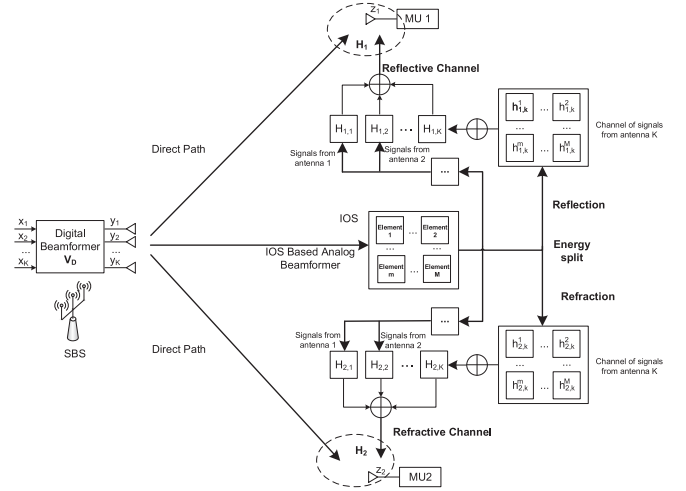 z1
MU 1
H1
Reflective Channel
H1,1
H1,2
...
H1,K
Signals from
antenna 1
Signals from
antenna 2
...
h¹1,k
...
h²1,k
...
...
hᵐ1,k
...
hᴹ1,k
Channel of signals
from antenna K
Direct Path
Reflection
x1
x2
...
xK
Digital
Beamformer
VD
y1
y2
...
yK
SBS
IOS Based Analog
Beamformer
IOS
Element
1
...
Element
2
...
...
Element
m
...
Element
M
Energy
split
Refraction
Direct Path
...
Signals from
antenna 1
Signals from
antenna 2
H2,1
H2,2
...
H2,K
h¹2,k
...
h²2,k
...
...
hᵐ2,k
...
hᴹ2,k
Channel of signals
from antenna K
Refractive Channel
H2
z2
MU2